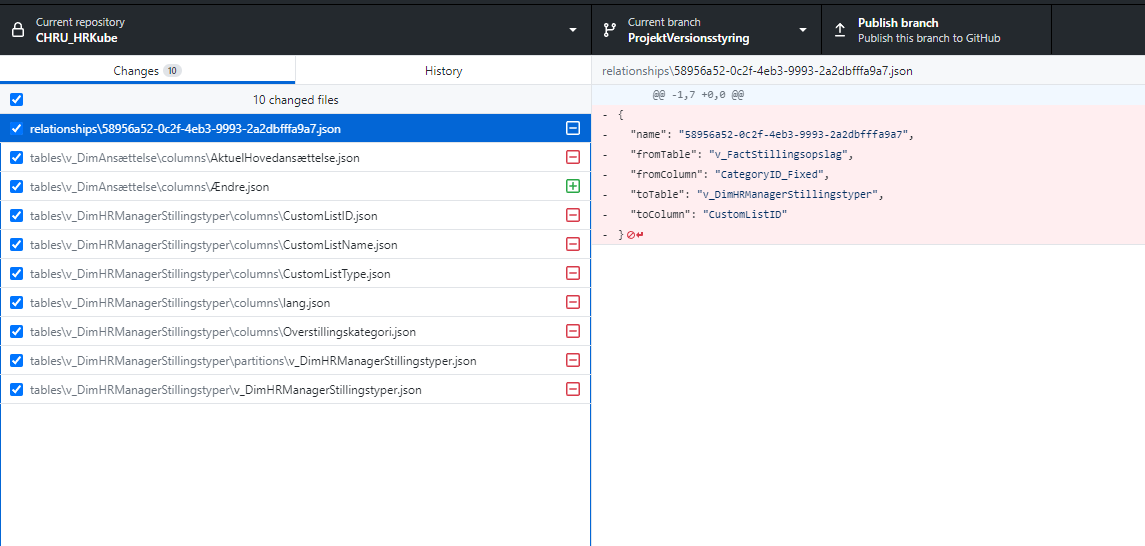 Current repository
CHRU_HRKube
Current branch
ProjektVersionsstyring
Publish branch
Publish this branch to GitHub
Changes 10
History
10 changed files
relationships\58956a52-0c2f-4eb3-9993-2a2dbfffa9a7.json
tables\v_DimAnsættelse\columns\AktuelHovedansættelse.json
tables\v_DimAnsættelse\columns\Ændre.json
tables\v_DimHRManagerStillingstyper\columns\CustomListID.json
tables\v_DimHRManagerStillingstyper\columns\CustomListName.json
tables\v_DimHRManagerStillingstyper\columns\CustomListType.json
tables\v_DimHRManagerStillingstyper\columns\lang.json
tables\v_DimHRManagerStillingstyper\columns\Overstillingskategori.json
tables\v_DimHRManagerStillingstyper\partitions\v_DimHRManagerStillingstyper.json
tables\v_DimHRManagerStillingstyper\v_DimHRManagerStillingstyper.json
relationships\58956a52-0c2f-4eb3-9993-2a2dbfffa9a7.json
@@ -1,7 +0,0 @@
- {
- "name": "58956a52-0c2f-4eb3-9993-2a2dbfffa9a7",
- "fromTable": "v_FactStillingsopslag",
- "fromColumn": "CategoryID_Fixed",
- "toTable": "v_DimHRManagerStillingstyper",
- "toColumn": "CustomListID"
- }